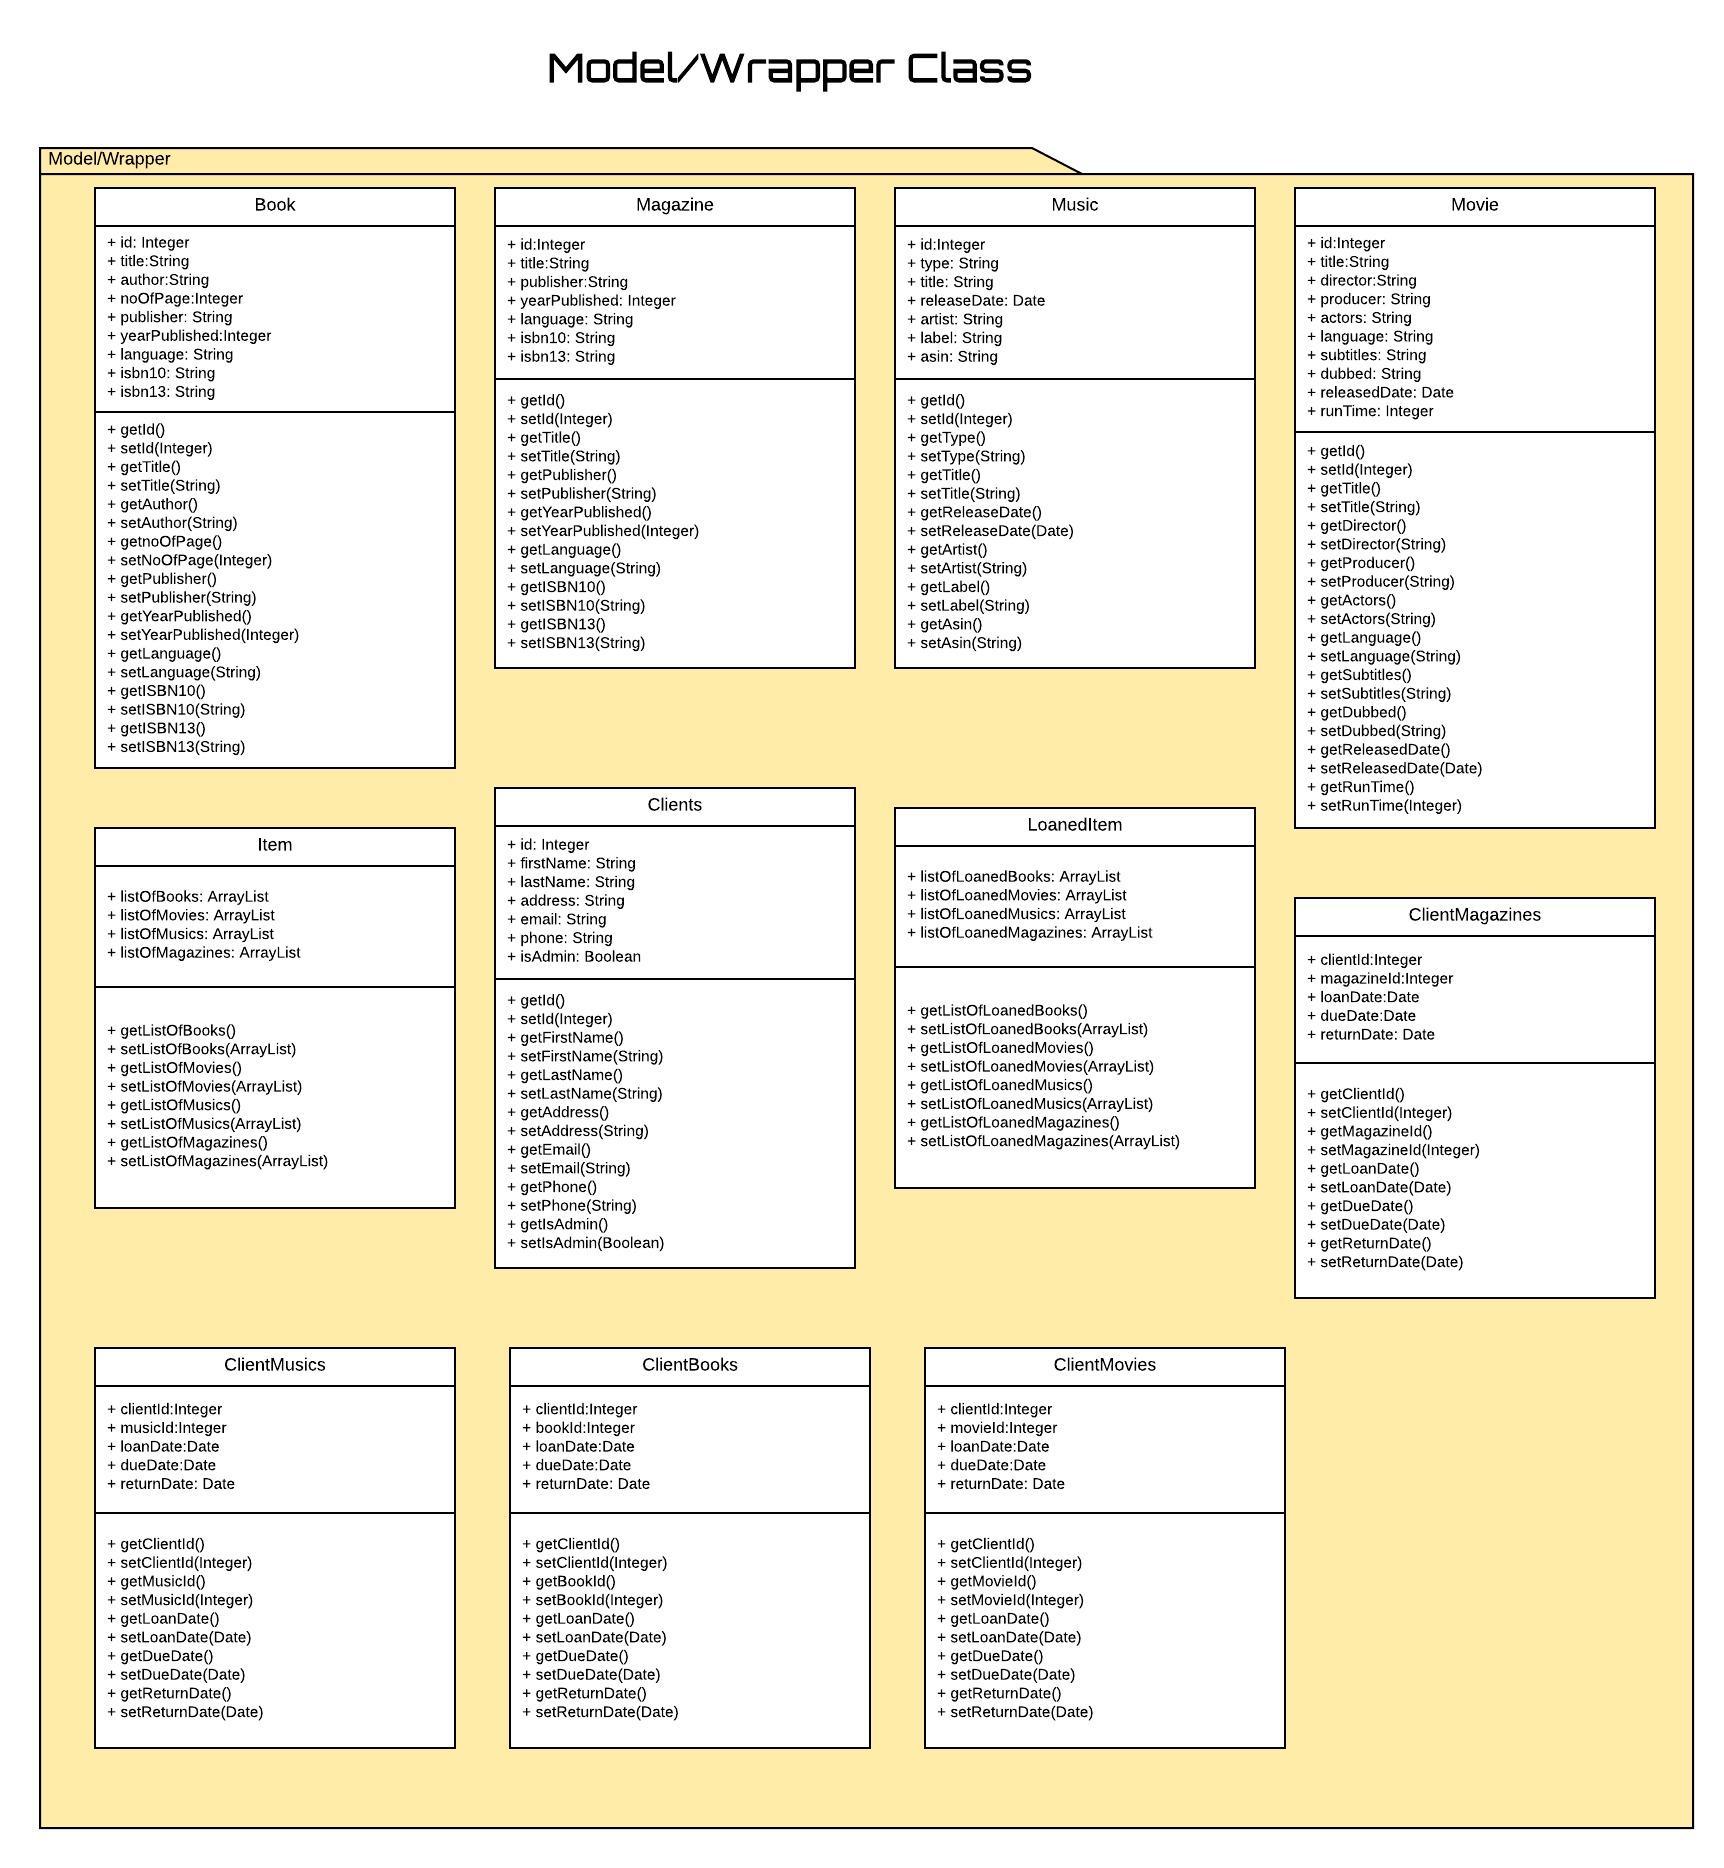 Model/Wrapper Class
Model/Wrapper
Book
+ id: Integer
+ title:String
+ author:String
+ noOfPage:Integer
+ publisher: String
+ yearPublished:Integer
+ language: String
+ isbn10: String
+ isbn13: String
+ getId()
+ setId(Integer)
+ getTitle()
+ setTitle(String)
+ getAuthor()
+ setAuthor(String)
+ getnoOfPage()
+ setNoOfPage(Integer)
+ getPublisher()
+ setPublisher(String)
+ getYearPublished()
+ setYearPublished(Integer)
+ getLanguage()
+ setLanguage(String)
+ getISBN10()
+ setISBN10(String)
+ getISBN13()
+ setISBN13(String)
Magazine
+ id:Integer
+ title:String
+ publisher:String
+ yearPublished: Integer
+ language: String
+ isbn10: String
+ isbn13: String
+ getId()
+ setId(Integer)
+ getTitle()
+ setTitle(String)
+ getPublisher()
+ setPublisher(String)
+ getYearPublished()
+ setYearPublished(Integer)
+ getLanguage()
+ setLanguage(String)
+ getISBN10()
+ setISBN10(String)
+ getISBN13()
+ setISBN13(String)
Music
+ id:Integer
+ type: String
+ title: String
+ releaseDate: Date
+ artist: String
+ label: String
+ asin: String
+ getId()
+ setId(Integer)
+ getType()
+ setType(String)
+ getTitle()
+ setTitle(String)
+ getReleaseDate()
+ setReleaseDate(Date)
+ getArtist()
+ setArtist(String)
+ getLabel()
+ setLabel(String)
+ getAsin()
+ setAsin(String)
Movie
+ id:Integer
+ title:String
+ director:String
+ producer: String
+ actors: String
+ language: String
+ subtitles: String
+ dubbed: String
+ releasedDate: Date
+ runTime: Integer
+ getId()
+ setId(Integer)
+ getTitle()
+ setTitle(String)
+ getDirector()
+ setDirector(String)
+ getProducer()
+ setProducer(String)
+ getActors()
+ setActors(String)
+ getLanguage()
+ setLanguage(String)
+ getSubtitles()
+ setSubtitles(String)
+ getDubbed()
+ setDubbed(String)
+ getReleasedDate()
+ setReleasedDate(Date)
+ getRunTime()
+ setRunTime(Integer)
Item
+ listOfBooks: ArrayList
+ listOfMovies: ArrayList
+ listOfMusics: ArrayList
+ listOfMagazines: ArrayList
+ getListOfBooks()
+ setListOfBooks(ArrayList)
+ getListOfMovies()
+ setListOfMovies(ArrayList)
+ getListOfMusics()
+ setListOfMusics(ArrayList)
+ getListOfMagazines()
+ setListOfMagazines(ArrayList)
Clients
+ id: Integer
+ firstName: String
+ lastName: String
+ address: String
+ email: String
+ phone: String
+ isAdmin: Boolean
+ getId()
+ setId(Integer)
+ getFirstName()
+ setFirstName(String)
+ getLastName()
+ setLastName(String)
+ getAddress()
+ setAddress(String)
+ getEmail()
+ setEmail(String)
+ getPhone()
+ setPhone(String)
+ getIsAdmin()
+ setIsAdmin(Boolean)
LoanedItem
+ listOfLoanedBooks: ArrayList
+ listOfLoanedMovies: ArrayList
+ listOfLoanedMusics: ArrayList
+ listOfLoanedMagazines: ArrayList
+ getListOfLoanedBooks()
+ setListOfLoanedBooks(ArrayList)
+ getListOfLoanedMovies()
+ setListOfLoanedMovies(ArrayList)
+ getListOfLoanedMusics()
+ setListOfLoanedMusics(ArrayList)
+ getListOfLoanedMagazines()
+ setListOfLoanedMagazines(ArrayList)
ClientMagazines
+ clientId:Integer
+ magazineId:Integer
+ loanDate:Date
+ dueDate:Date
+ returnDate: Date
+ getClientId()
+ setClientId(Integer)
+ getMagazineId()
+ setMagazineId(Integer)
+ getLoanDate()
+ setLoanDate(Date)
+ getDueDate()
+ setDueDate(Date)
+ getReturnDate()
+ setReturnDate(Date)
ClientMusics
+ clientId:Integer
+ musicId:Integer
+ loanDate:Date
+ dueDate:Date
+ returnDate: Date
+ getClientId()
+ setClientId(Integer)
+ getMusicId()
+ setMusicId(Integer)
+ getLoanDate()
+ setLoanDate(Date)
+ getDueDate()
+ setDueDate(Date)
+ getReturnDate()
+ setReturnDate(Date)
ClientBooks
+ clientId:Integer
+ bookId:Integer
+ loanDate:Date
+ dueDate:Date
+ returnDate: Date
+ getClientId()
+ setClientId(Integer)
+ getBookId()
+ setBookId(Integer)
+ getLoanDate()
+ setLoanDate(Date)
+ getDueDate()
+ setDueDate(Date)
+ getReturnDate()
+ setReturnDate(Date)
ClientMovies
+ clientId:Integer
+ movieId:Integer
+ loanDate:Date
+ dueDate:Date
+ returnDate: Date
+ getClientId()
+ setClientId(Integer)
+ getMovieId()
+ setMovieId(Integer)
+ getLoanDate()
+ setLoanDate(Date)
+ getDueDate()
+ setDueDate(Date)
+ getReturnDate()
+ setReturnDate(Date)